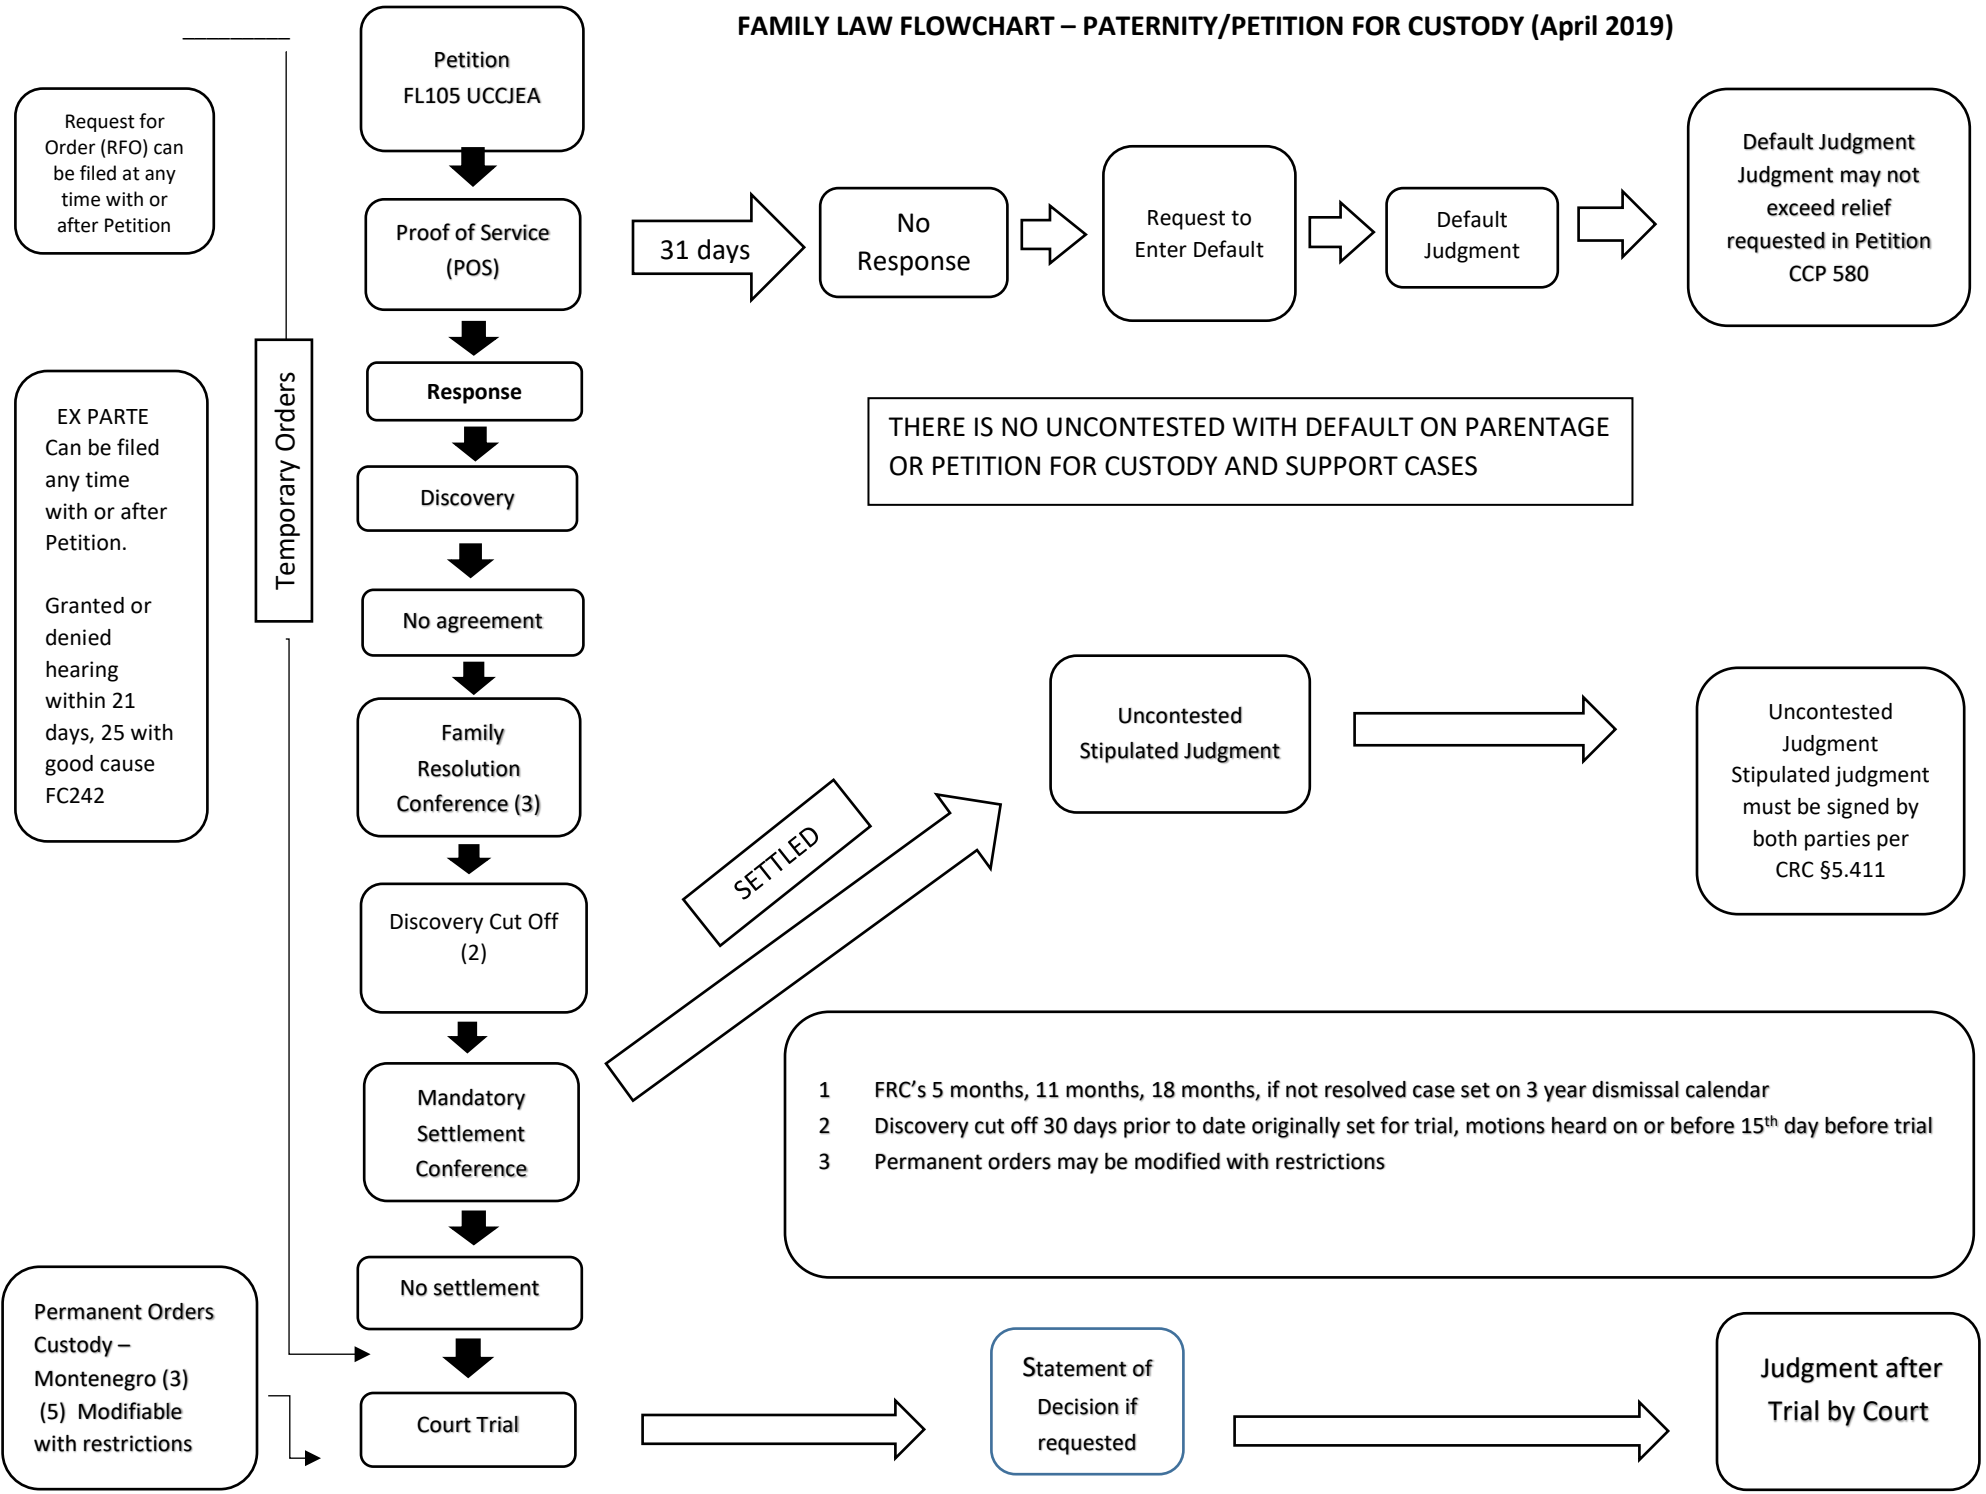 FAMILY LAW FLOWCHART – PATERNITY/PETITION FOR CUSTODY (April 2019)
Petition
FL105 UCCJEA
Request for
Order (RFO) can
be filed at any
time with or
after Petition
Proof of Service
(POS)
31 days
No
Response
Request to
Enter Default
Default
Judgment
Default Judgment
Judgment may not
exceed relief
requested in Petition
CCP 580
Temporary Orders
Response
EX PARTE
Can be filed
any time
with or after
Petition.
Granted or
denied
hearing
within 21
days, 25 with
good cause
FC242
THERE IS NO UNCONTESTED WITH DEFAULT ON PARENTAGE
OR PETITION FOR CUSTODY AND SUPPORT CASES
Discovery
No agreement
Family
Resolution
Conference (3)
Uncontested
Stipulated Judgment
Uncontested
Judgment
Stipulated judgment
must be signed by
both parties per
CRC §5.411
SETTLED
Discovery Cut Off
(2)
Mandatory
Settlement
Conference
1 FRC’s 5 months, 11 months, 18 months, if not resolved case set on 3 year dismissal calendar
2 Discovery cut off 30 days prior to date originally set for trial, motions heard on or before 15th day before trial
3 Permanent orders may be modified with restrictions
No settlement
Permanent Orders
Custody –
Montenegro (3)
(5) Modifiable
with restrictions
Court Trial
Statement of
Decision if
requested
Judgment after
Trial by Court